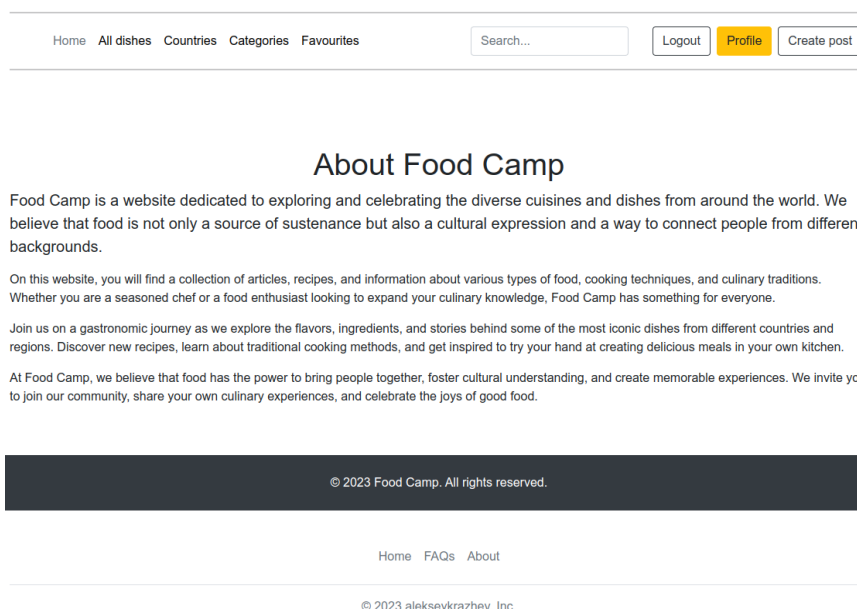 Home All dishes Countries Categories Favourites Search... Logout Profile Create post
About Food Camp
Food Camp is a website dedicated to exploring and celebrating the diverse cuisines and dishes from around the world. We
believe that food is not only a source of sustenance but also a cultural expression and a way to connect people from differen
backgrounds.
On this website, you will find a collection of articles, recipes, and information about various types of food, cooking techniques, and culinary traditions.
Whether you are a seasoned chef or a food enthusiast looking to expand your culinary knowledge, Food Camp has something for everyone.
Join us on a gastronomic journey as we explore the flavors, ingredients, and stories behind some of the most iconic dishes from different countries and
regions. Discover new recipes, learn about traditional cooking methods, and get inspired to try your hand at creating delicious meals in your own kitchen.
At Food Camp, we believe that food has the power to bring people together, foster cultural understanding, and create memorable experiences. We invite yo
to join our community, share your own culinary experiences, and celebrate the joys of good food.
© 2023 Food Camp. All rights reserved.
Home FAQs About
© 2023 alekseykrazhev, Inc